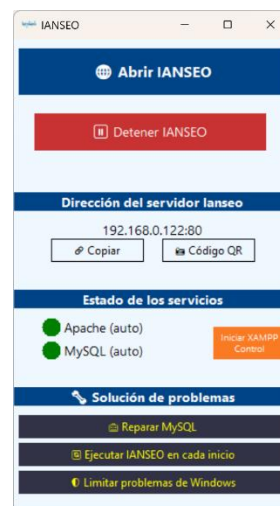 IANSEO
Abrir IANSEO
Detener IANSEO
Dirección del servidor Ianseo
192.168.0.122:80
Copiar
Código QR
Estado de los servicios
Apache (auto)
MySQL (auto)
Iniciar XAMPP
Control
Solución de problemas
Reparar MySQL
Ejecutar IANSEO en cada inicio
Limitar problemas de Windows